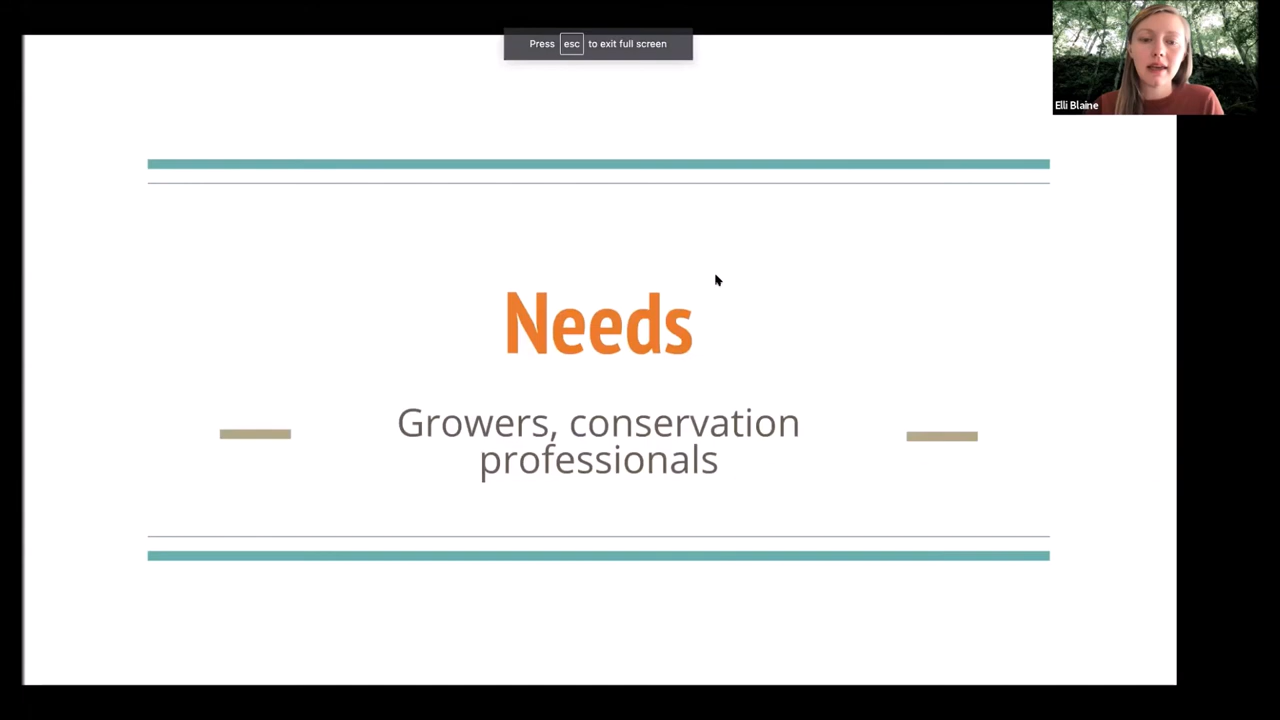 Press esc to exit full screen
Elli Blaine
Needs
Growers, conservation
professionals